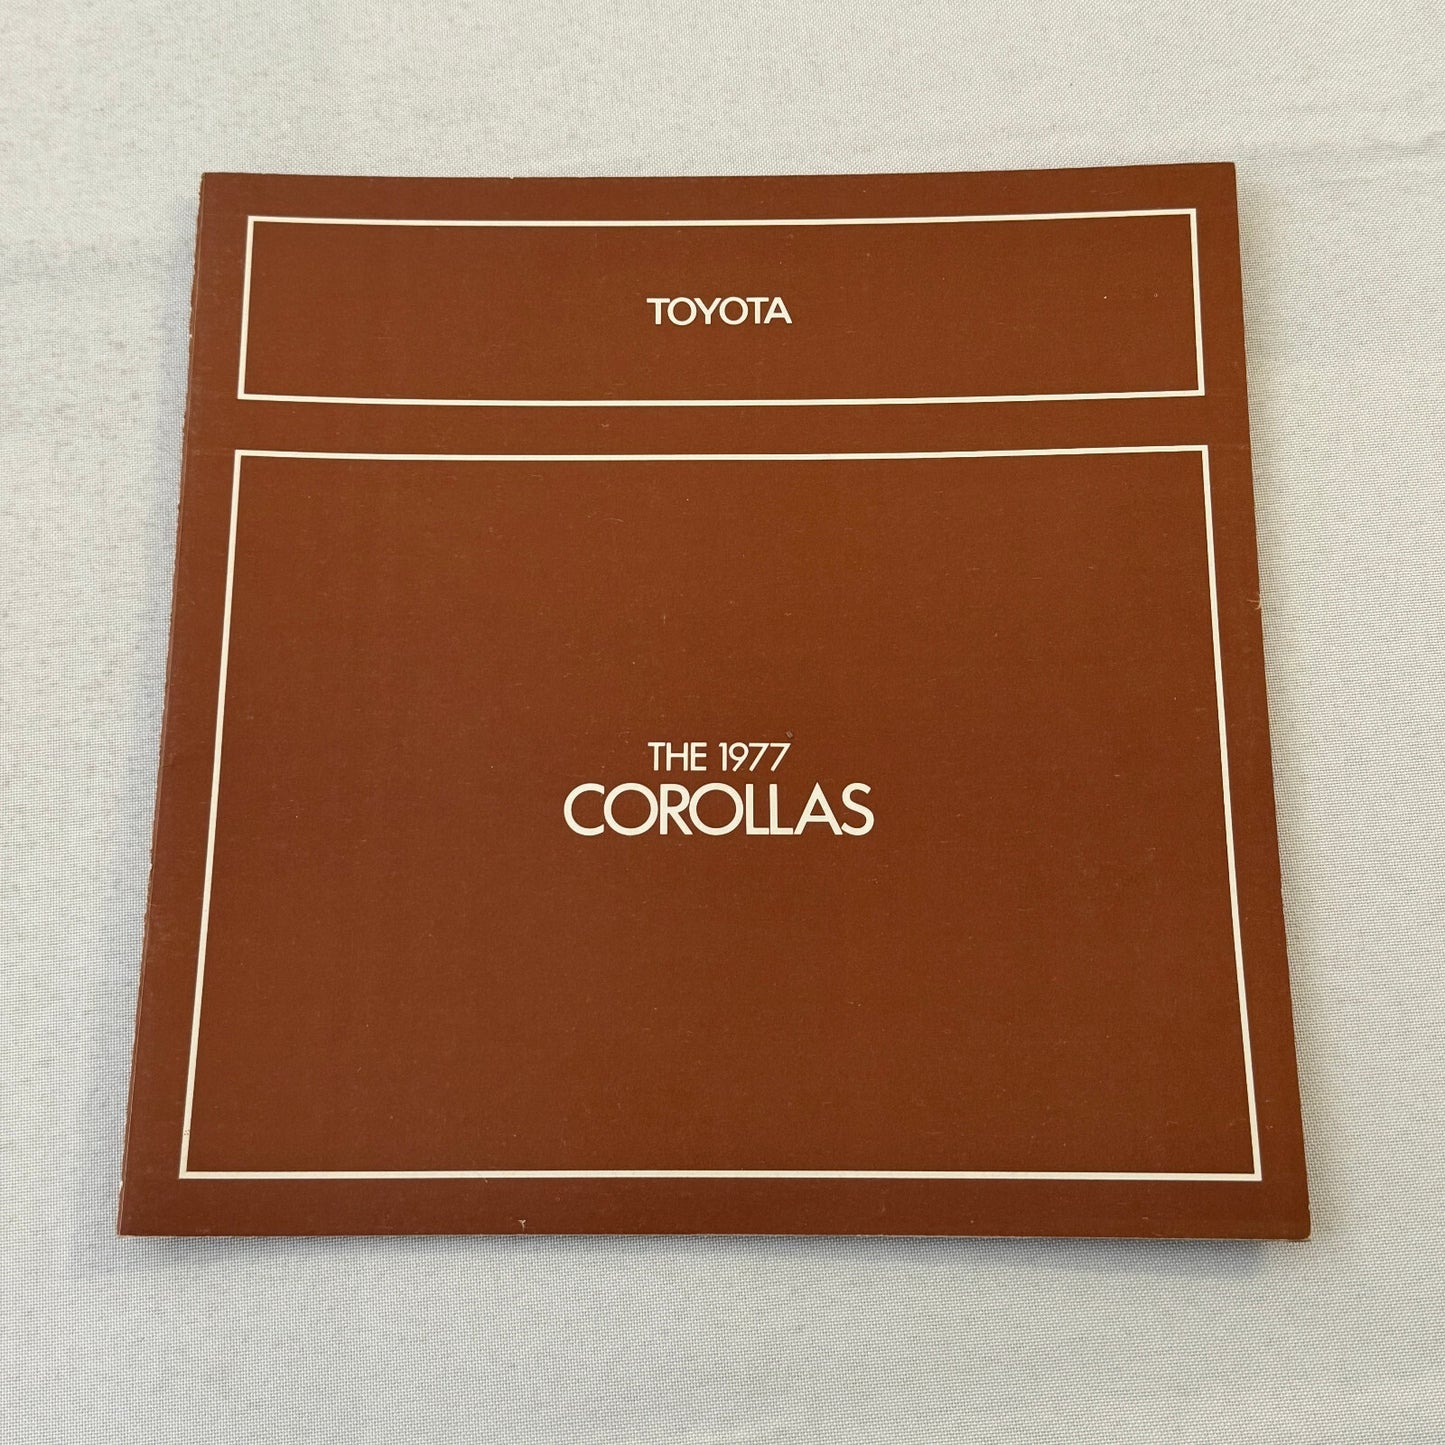 TOYOTA
THE 1977
COROLLAS